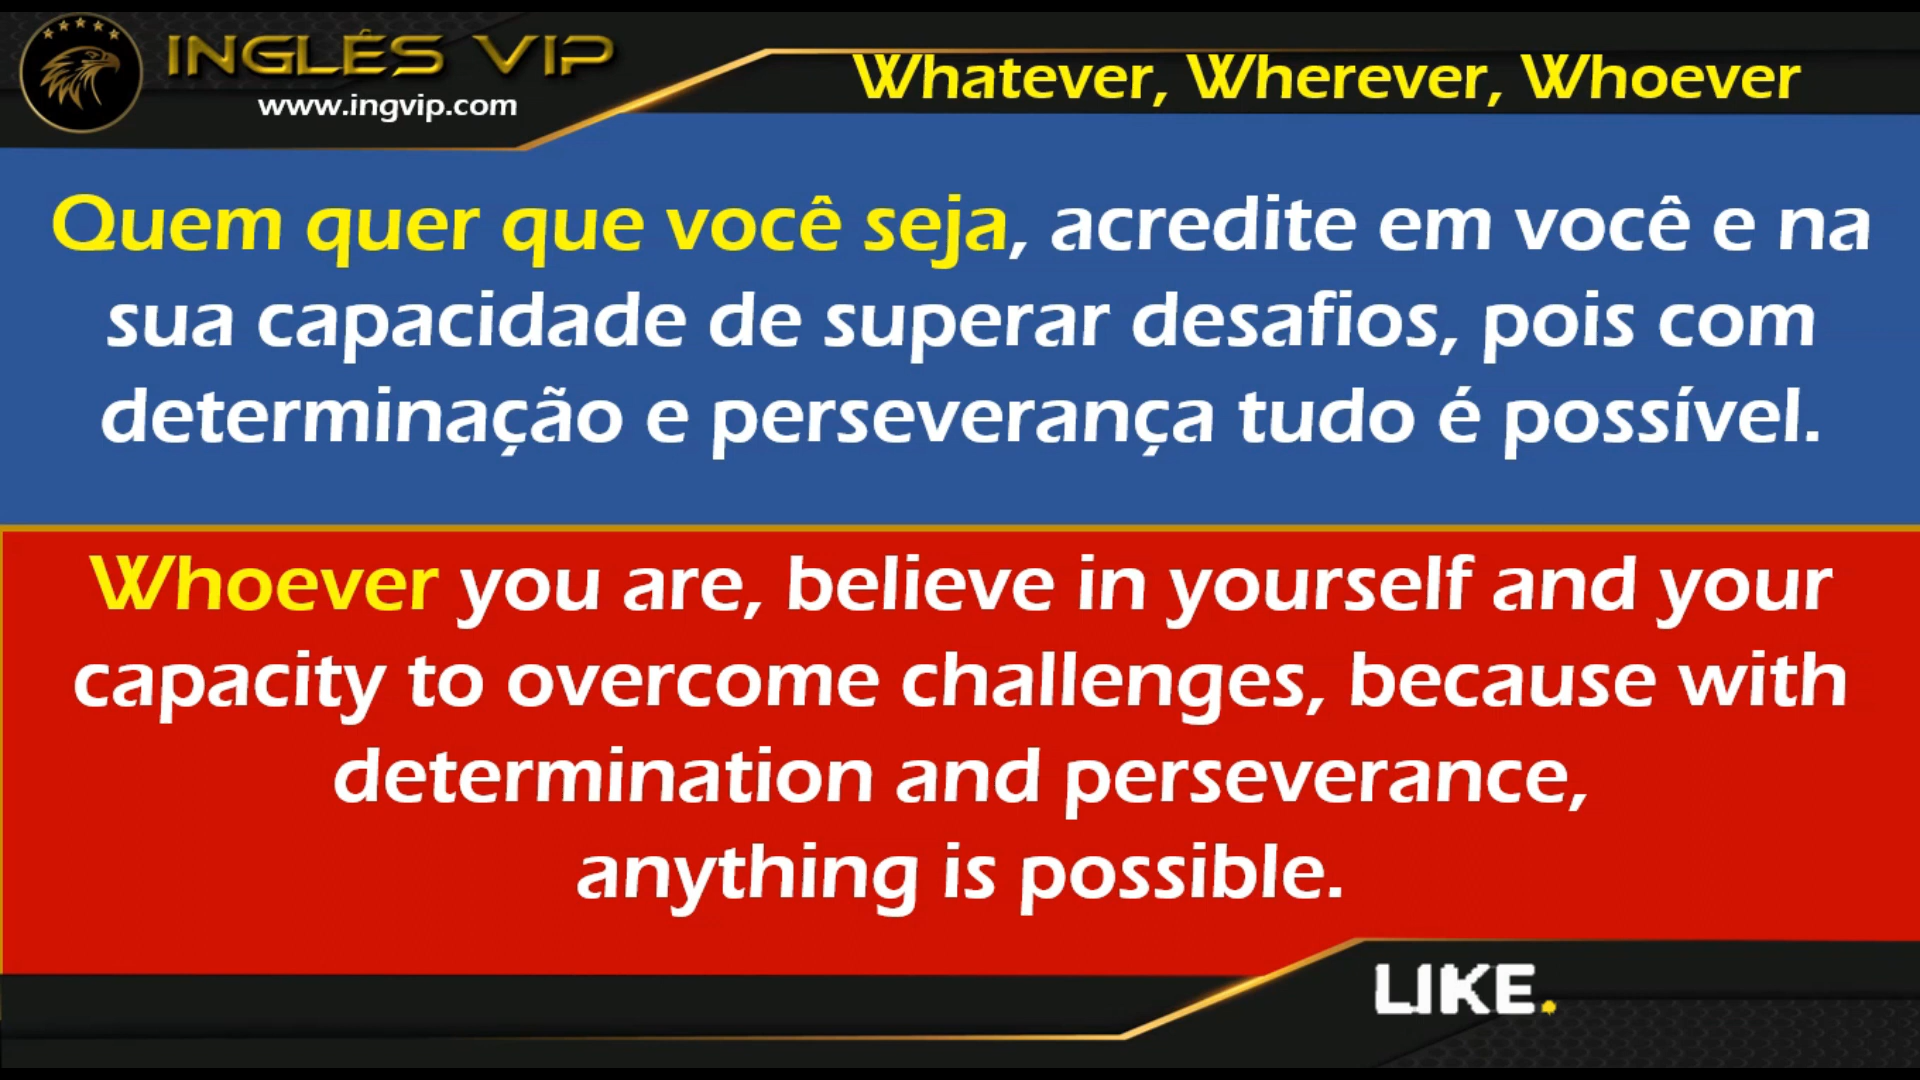 INGLÊS VIP
www.ingvip.com
Whatever, Wherever, Whoever
Quem quer que você seja, acredite em você e na
sua capacidade de superar desafios, pois com
determinação e perseverança tudo é possível.
Whoever you are, believe in yourself and your
capacity to overcome challenges, because with
determination and perseverance,
anything is possible.
LIKE.